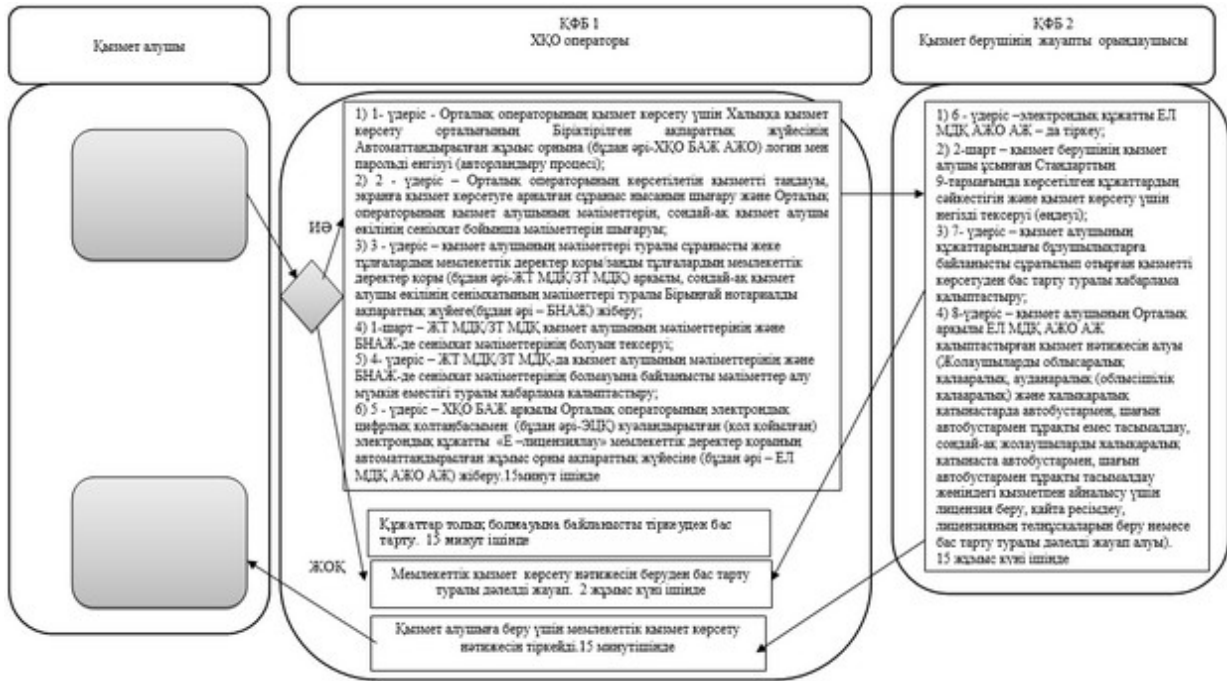 Қызмет алушы
ҚФБ 1
ХҚО операторы
ҚФБ 2
Қызмет берушінің жауапты орындаушысы
1) 1- үдеріс - Орталық операторының қызмет көрсету үшін Халыққа қызмет
көрсету орталығының Біріктірілген ақпараттық жүйесінің
Автоматтандырылған жұмыс орнына (бұдан әрі-ХҚО БАЖ АЖО) логин мен
парольді енгізуі (авторландыру процесі);
2) 2 - үдеріс – Орталық операторының көрсетілетін қызметті таңдауы,
экранға қызмет көрсетуге арналған сұраныс нысанын шығару және Орталық
операторының қызмет алушының мәліметтерін, сондай-ақ қызмет алушы
өкілінің сенімхат бойынша мәліметтерін шығаруы;
3) 3 - үдеріс – қызмет алушының мәліметтері туралы сұранысты жеке
тұлғалардың мемлекеттік деректер қоры/заңды тұлғалардың мемлекеттік
деректер қоры (бұдан әрі-ЖТ МДҚ/ЗТ МДҚ) арқылы, сондай-ақ қызмет
алушы өкілінің сенімхатының мәліметтері туралы Бірыңғай нотариалды
ақпараттық жүйеге(бұдан әрі – БНАЖ) жіберу;
4) 1-шарт – ЖТ МДҚ/ЗТ МДҚ қызмет алушының мәліметтерінің және
БНАЖ-де сенімхат мәліметтерінің болуын тексеруі;
5) 4- үдеріс – ЖТ МДҚ/ЗТ МДҚ-да қызмет алушының мәліметтерінің және
БНАЖ-де сенімхат мәліметтерінің болмауына байланысты мәліметтер алу
мүмкін еместігі туралы хабарлама қалыптастыру;
6) 5 - үдеріс – ХҚО БАЖ арқылы Орталық операторының электрондық
цифрлық қолтаңбасымен (бұдан әрі-ЭЦҚ) куәландырылған (қол қойылған)
электрондық құжатты «Е –лицензиялау» мемлекеттік деректер қорының
автоматтандырылған жұмыс орны ақпараттық жүйесіне (бұдан әрі – ЕЛ
МДҚ АЖО АЖ) жіберу.15минут ішінде
ИӘ
Құжаттар толық болмауына байланысты тіркеуден бас
тарту. 15 минут ішінде
ЖОҚ
Мемлекеттік қызмет көрсету нәтижесін беруден бас тарту
туралы дәлелді жауап. 2 жұмыс күні ішінде
Қызмет алушыға беру үшін мемлекеттік қызмет көрсету
нәтижесін тіркейді.15 минутішінде
1) 6 - үдеріс –электрондық құжатты ЕЛ
МДҚ АЖО АЖ – да тіркеу;
2) 2-шарт – қызмет берушінің қызмет
алушы ұсынған Стандарттың
9-тармағында көрсетілген құжаттардың
сәйкестігін және қызмет көрсету үшін
негізді тексеруі (өңдеуі);
3) 7- үдеріс – қызмет алушының
құжаттарындағы бұзушылықтарға
байланысты сұратылып отырған қызметті
көрсетуден бас тарту туралы хабарлама
қалыптастыру;
4) 8-үдеріс – қызмет алушының Орталық
арқылы ЕЛ МДҚ АЖО АЖ
қалыптастырған қызмет нәтижесін алуы
(Жолаушыларды облысаралық
қалааралық, ауданаралық (облысішілік
қалааралық) және халықаралық
қатынастарда автобустармен, шағын
автобустармен тұрақты емес тасымалдау,
сондай-ақ жолаушыларды халықаралық
қатынаста автобустармен, шағын
автобустармен тұрақты тасымалдау
жөніндегі қызметпен айналысу үшін
лицензия беру, қайта ресімдеу,
лицензияның телнұсқаларын беру немесе
бас тарту туралы дәлелді жауап алуы).
15 жұмыс күні ішінде